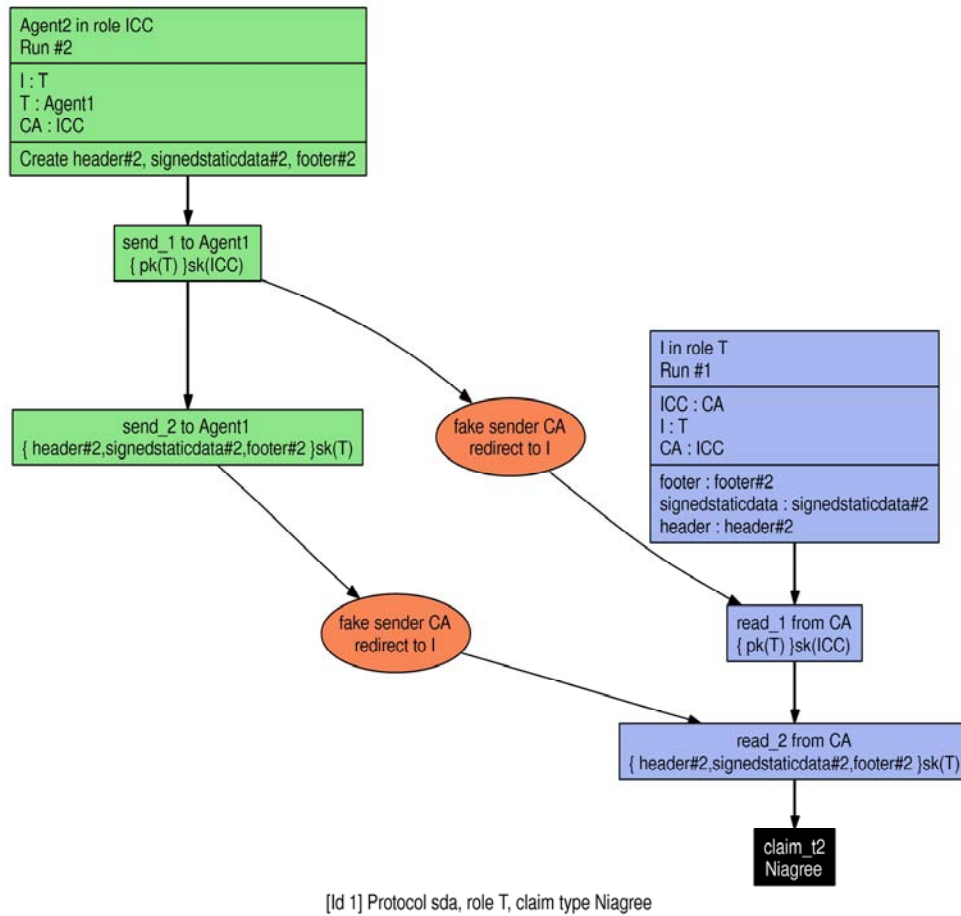 Agent2 in role ICC
Run #2
I : T
T : Agent1
CA : ICC
Create header#2, signedstaticdata#2, footer#2
send_1 to Agent1
{ pk(T) }sk(ICC)
send_2 to Agent1
{ header#2,signedstaticdata#2,footer#2 }sk(T)
fake sender CA
redirect to I
I in role T
Run #1
ICC : CA
I : T
CA : ICC
footer : footer#2
signedstaticdata : signedstaticdata#2
header : header#2
fake sender CA
redirect to I
read_1 from CA
{ pk(T) }sk(ICC)
read_2 from CA
{ header#2,signedstaticdata#2,footer#2 }sk(T)
claim_t2
Niagree
[Id 1] Protocol sda, role T, claim type Niagree